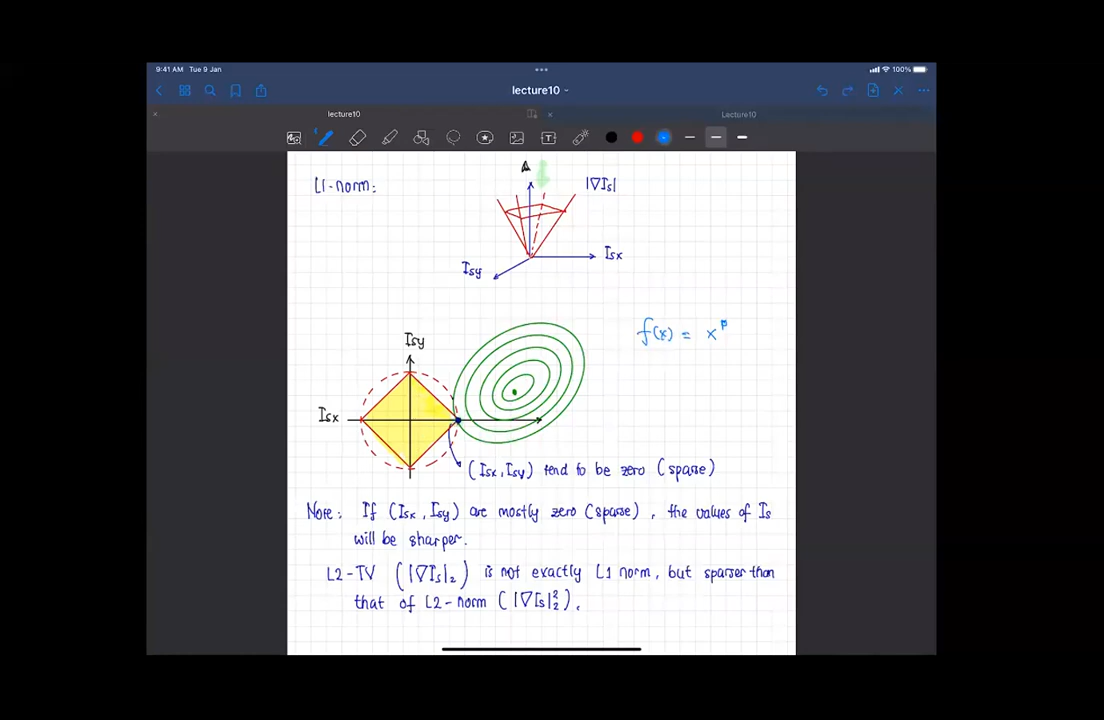 9:41 AM Tue 9 Jan
100%
lecture10
lecture10
Lecture10
L1-norm:
|∇Is|
Isx
Isy
f(x) = x^p
Isy
Isx
(Isx, Isy) tend to be zero (sparse)
Note: If (Isx, Isy) are mostly zero (sparse), the values of Is
will be sharper.
L2-TV (|∇Is|₂) is not exactly L1 norm, but sparser than
that of L2-norm (|∇Is|₂²).